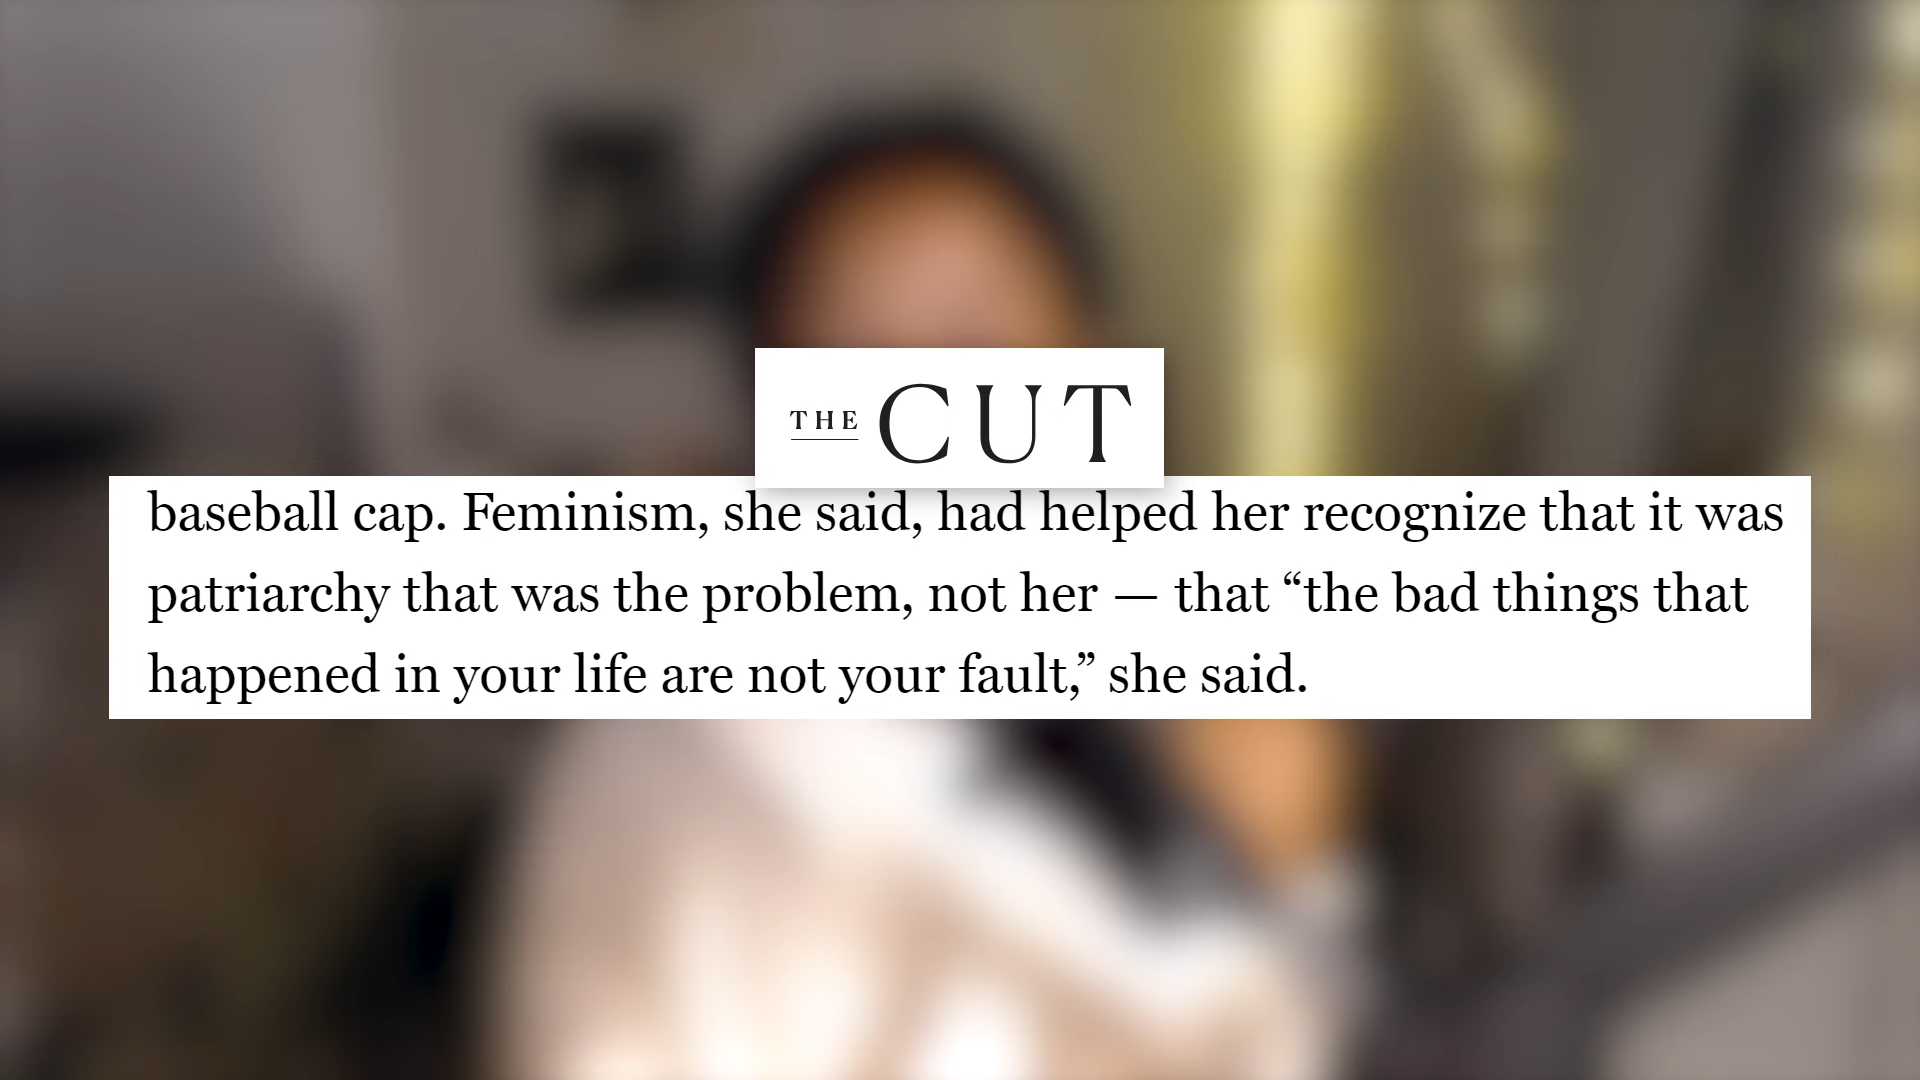 THE CUT
baseball cap. Feminism, she said, had helped her recognize that it was
patriarchy that was the problem, not her — that “the bad things that
happened in your life are not your fault,” she said.